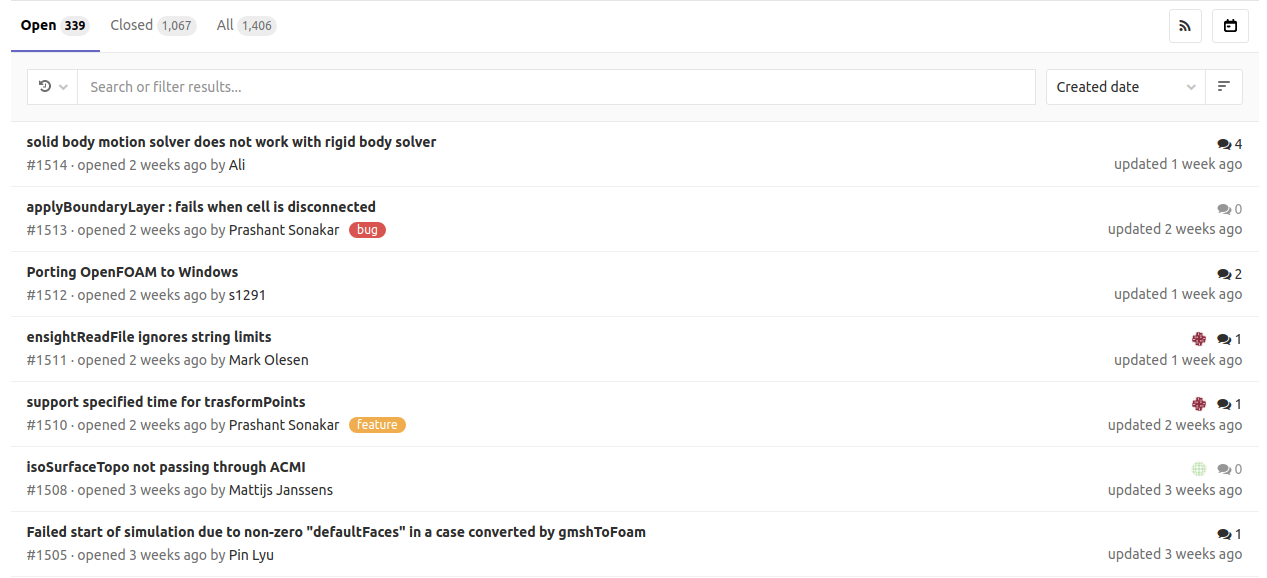 Open 339 Closed 1,067 All 1,406
Search or filter results... Created date
solid body motion solver does not work with rigid body solver 4
#1514 · opened 2 weeks ago by Ali updated 1 week ago
applyBoundaryLayer : fails when cell is disconnected 0
#1513 · opened 2 weeks ago by Prashant Sonakar bug updated 2 weeks ago
Porting OpenFOAM to Windows 2
#1512 · opened 2 weeks ago by s1291 updated 1 week ago
ensightReadFile ignores string limits 1
#1511 · opened 2 weeks ago by Mark Olesen updated 1 week ago
support specified time for trasformPoints 1
#1510 · opened 2 weeks ago by Prashant Sonakar feature updated 2 weeks ago
isoSurfaceTopo not passing through ACMI 0
#1508 · opened 3 weeks ago by Mattijs Janssens updated 3 weeks ago
Failed start of simulation due to non-zero "defaultFaces" in a case converted by gmshToFoam 1
#1505 · opened 3 weeks ago by Pin Lyu updated 3 weeks ago